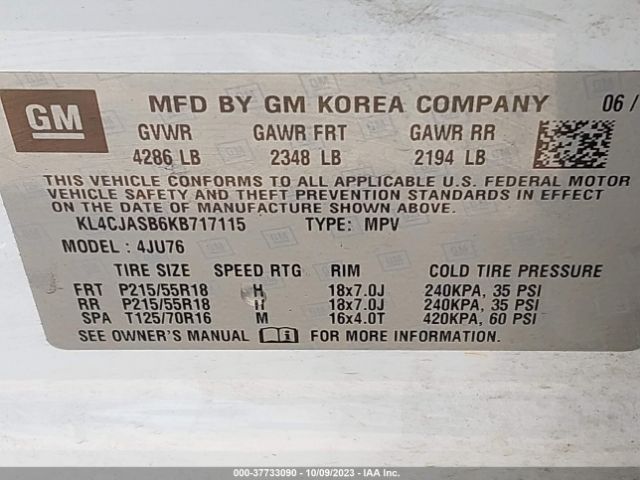 GM MFD BY GM KOREA COMPANY 06/
GVWR GAWR FRT GAWR RR
4286 LB 2348 LB 2194 LB
THIS VEHICLE CONFORMS TO ALL APPLICABLE U.S. FEDERAL MOTOR
VEHICLE SAFETY AND THEFT PREVENTION STANDARDS IN EFFECT
ON THE DATE OF MANUFACTURE SHOWN ABOVE.
KL4CJASB6KB717115 TYPE: MPV
MODEL : 4JU76
TIRE SIZE SPEED RTG RIM COLD TIRE PRESSURE
FRT P215/55R18 H 18x7.0J 240KPA, 35 PSI
RR P215/55R18 H 18x7.0J 240KPA, 35 PSI
SPA T125/70R16 M 16x4.0T 420KPA, 60 PSI
SEE OWNER'S MANUAL FOR MORE INFORMATION.
000-37733090 - 10/09/2023 - IAA Inc.